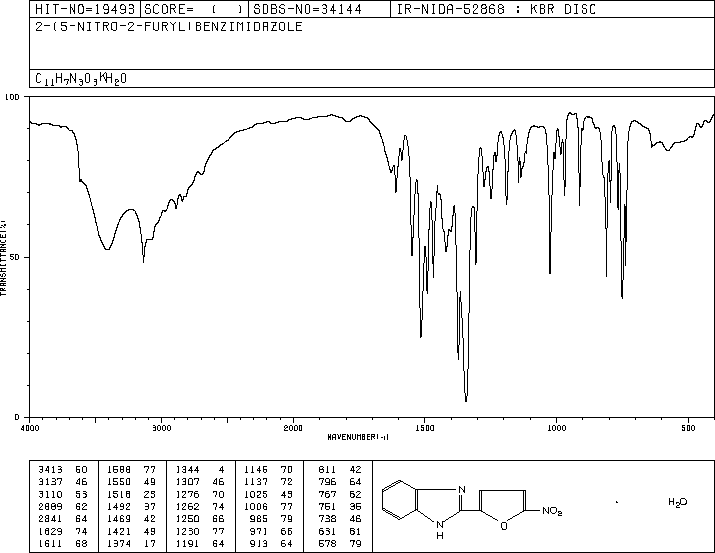 HIT-NO=19493 SCORE= ( ) SDBS-NO=34144 IR-NIDA-52868 : KBR DISC
2-(5-NITRO-2-FURYL)BENZIMIDAZOLE
C₁₁H₇N₃O₃KH₂O
100
TRANSMITTANCE(%)
50
0
4000 3000 2000 1500 1000 500
WAVENUMBER(-1)
3413 50 1588 77 1344 4 1146 70 811 42
3137 46 1550 49 1307 46 1137 72 796 64
3110 53 1518 1276 70 1025 43 767 62
2889 62 1492 37 1262 74 1006 77 751 35
2841 64 1469 42 1250 66 985 79 738 46
1629 74 1421 49 1230 77 971 66 631 81
1611 68 1374 17 1191 64 913 64 578 79
N
N
H
O
NO₂
H₂O